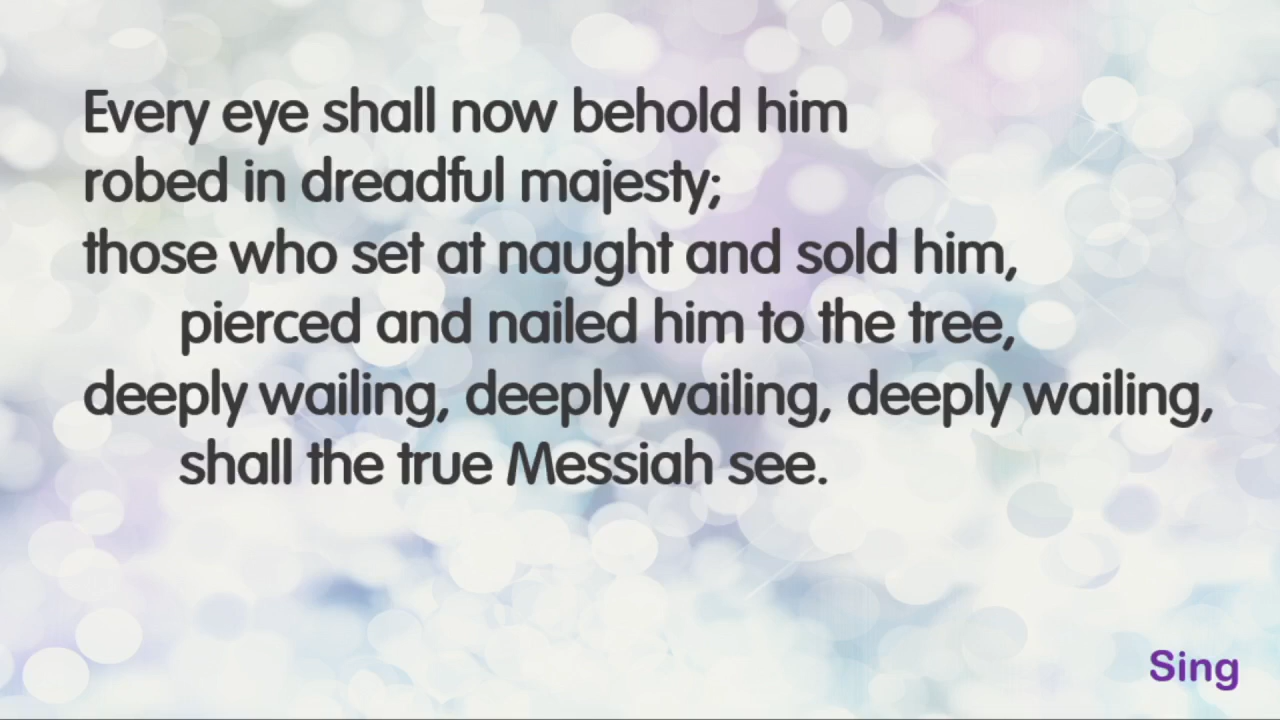 Every eye shall now behold him
robed in dreadful majesty;
those who set at naught and sold him,
pierced and nailed him to the tree,
deeply wailing, deeply wailing, deeply wailing,
shall the true Messiah see.
Sing